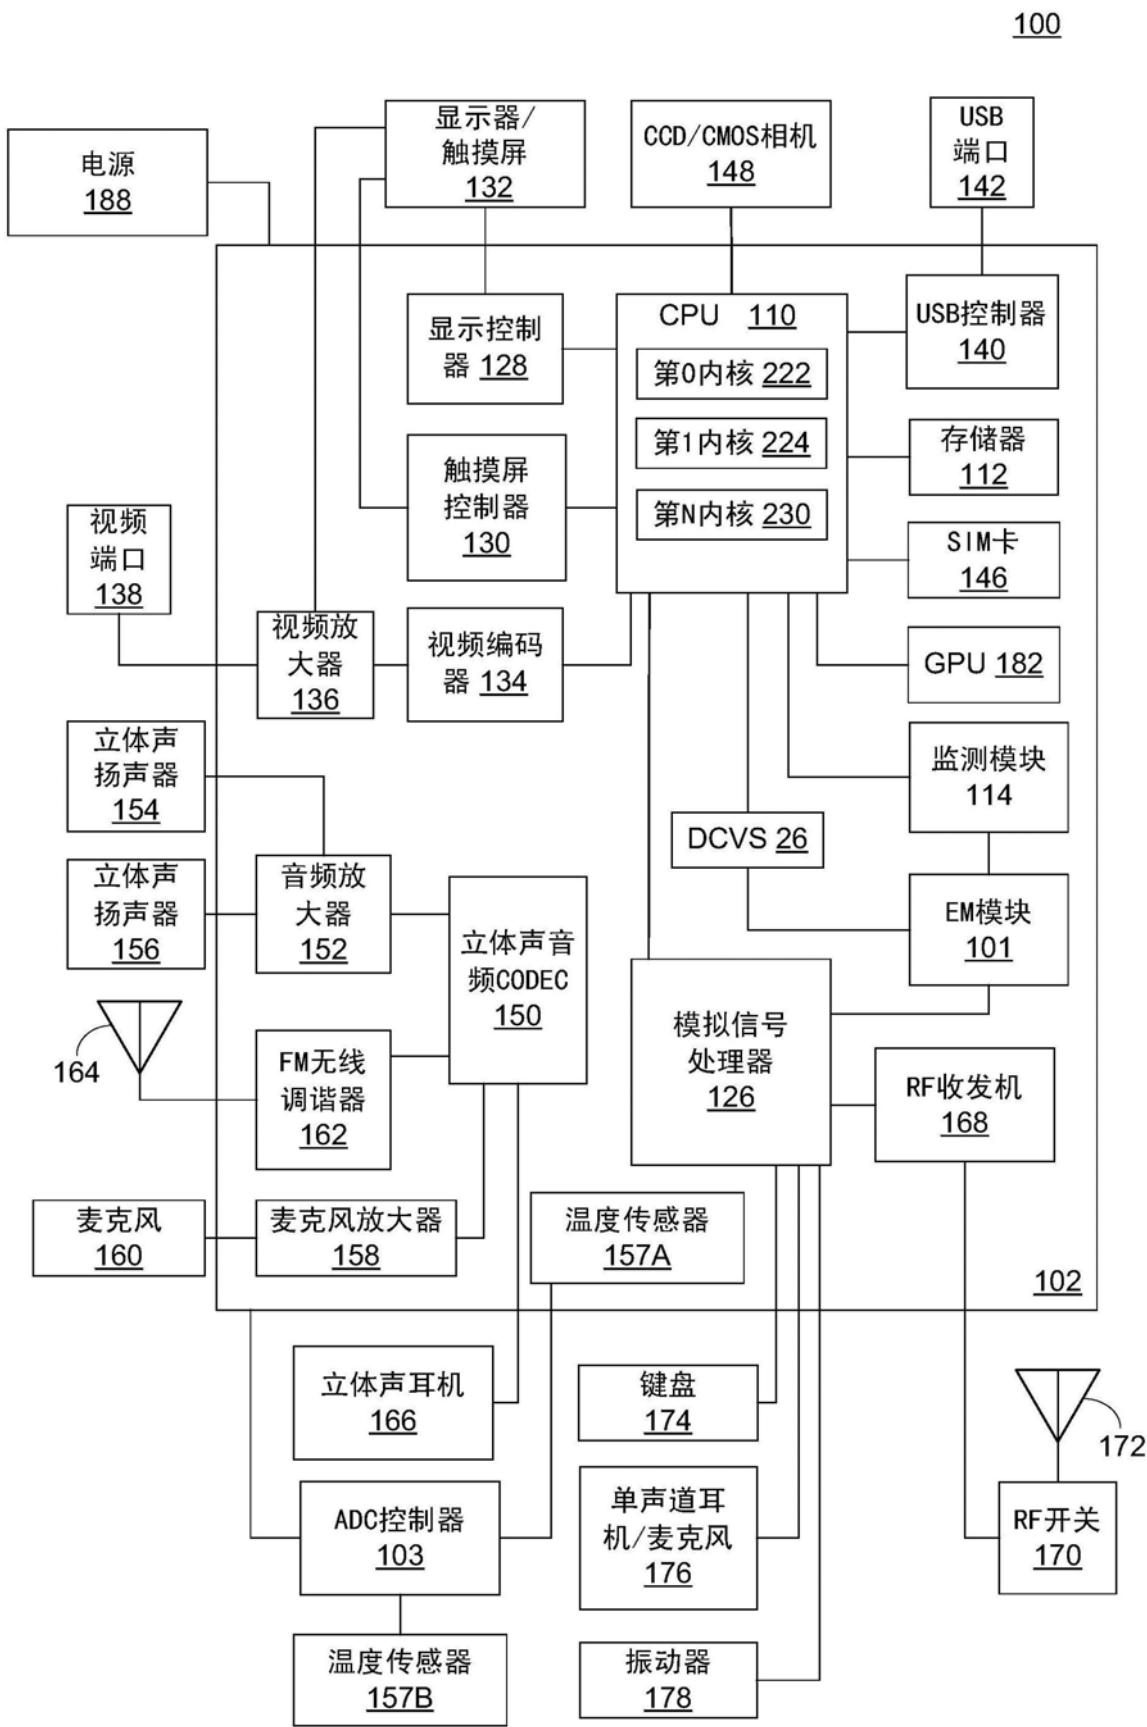 100
显示器/
触摸屏
132
CCD/CMOS相机
148
USB
端口
142
电源
188
CPU 110
第0内核 222
第1内核 224
第N内核 230
显示控制
器 128
USB控制器
140
触摸屏
控制器
130
存储器
112
SIM卡
146
视频
端口
138
视频放
大器
136
视频编码
器 134
GPU 182
立体声
扬声器
154
监测模块
114
DCVS 26
立体声
扬声器
156
音频放
大器
152
立体声音
频CODEC
150
EM模块
101
164
FM无线
调谐器
162
模拟信号
处理器
126
RF收发机
168
麦克风
160
麦克风放大器
158
温度传感器
157A
102
立体声耳机
166
键盘
174
172
ADC控制器
103
单声道耳
机/麦克风
176
RF开关
170
温度传感器
157B
振动器
178